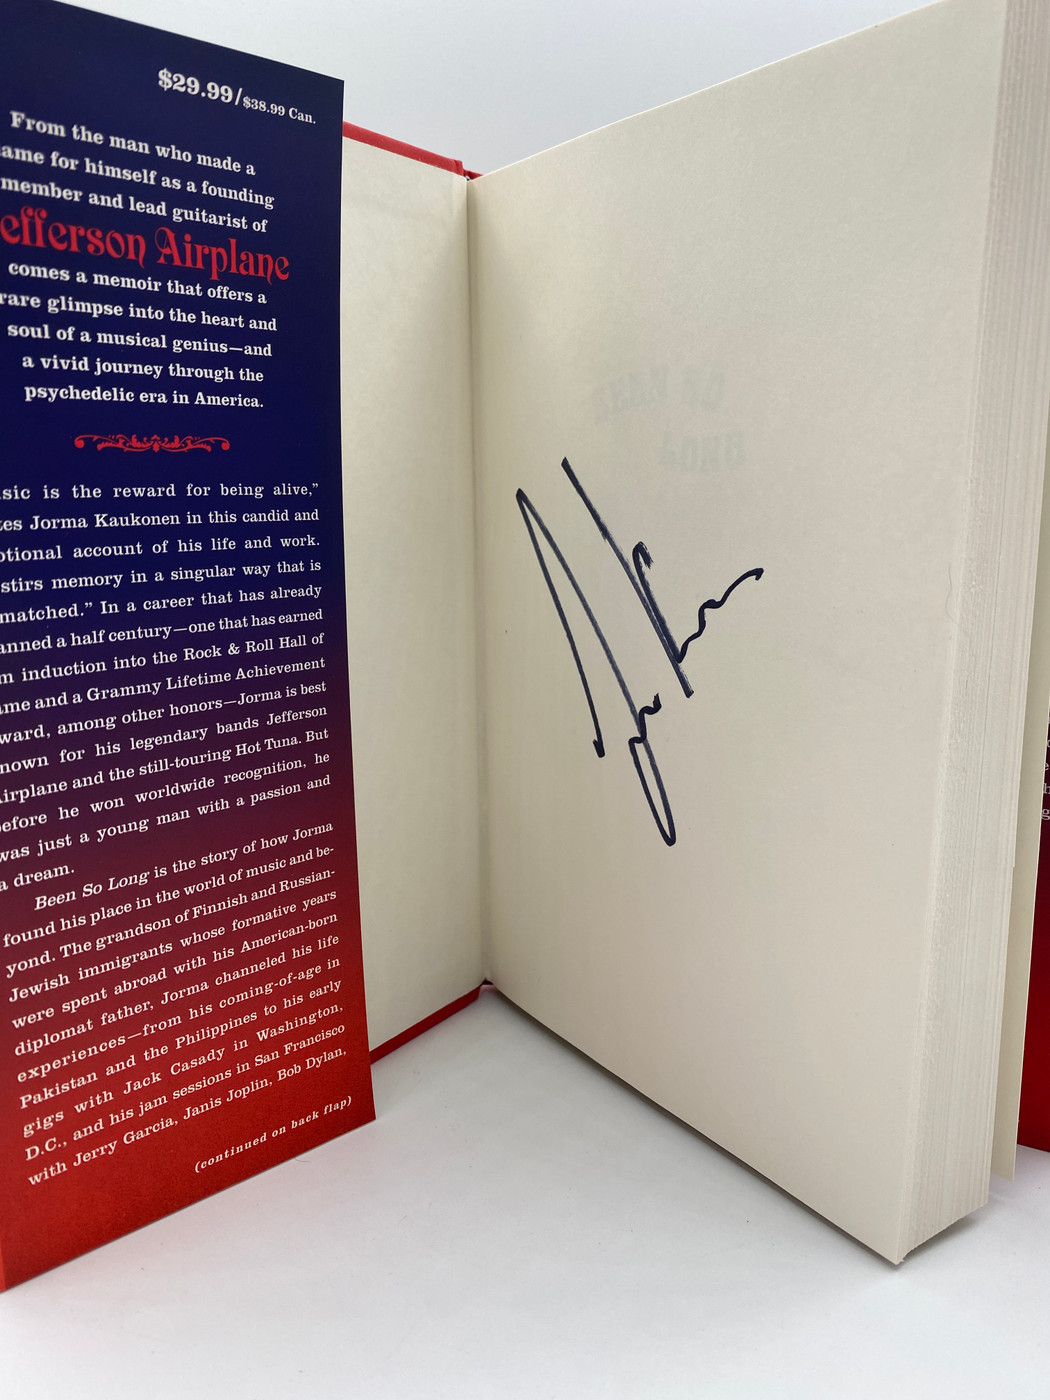 $29.99/$38.99 Can.
From the man who made a
ame for himself as a founding
member and lead guitarist of
efferson Airplane
comes a memoir that offers a
rare glimpse into the heart and
soul of a musical genius—and
a vivid journey through the
psychedelic era in America.
sic is the reward for being alive,”
es Jorma Kaukonen in this candid and
otional account of his life and work.
stirs memory in a singular way that is
matched.” In a career that has already
anned a half century—one that has earned
m induction into the Rock & Roll Hall of
ame and a Grammy Lifetime Achievement
ward, among other honors—Jorma is best
nown for his legendary bands Jefferson
Airplane and the still-touring Hot Tuna. But
before he won worldwide recognition, he
was just a young man with a passion and
a dream.
Been So Long is the story of how Jorma
found his place in the world of music and be-
yond. The grandson of Finnish and Russian-
Jewish immigrants whose formative years
were spent abroad with his American-born
diplomat father, Jorma channeled his life
experiences—from his coming-of-age in
Pakistan and the Philippines to his early
gigs with Jack Casady in Washington,
D.C., and his jam sessions in San Francisco
with Jerry Garcia, Janis Joplin, Bob Dylan,
(continued on back flap)